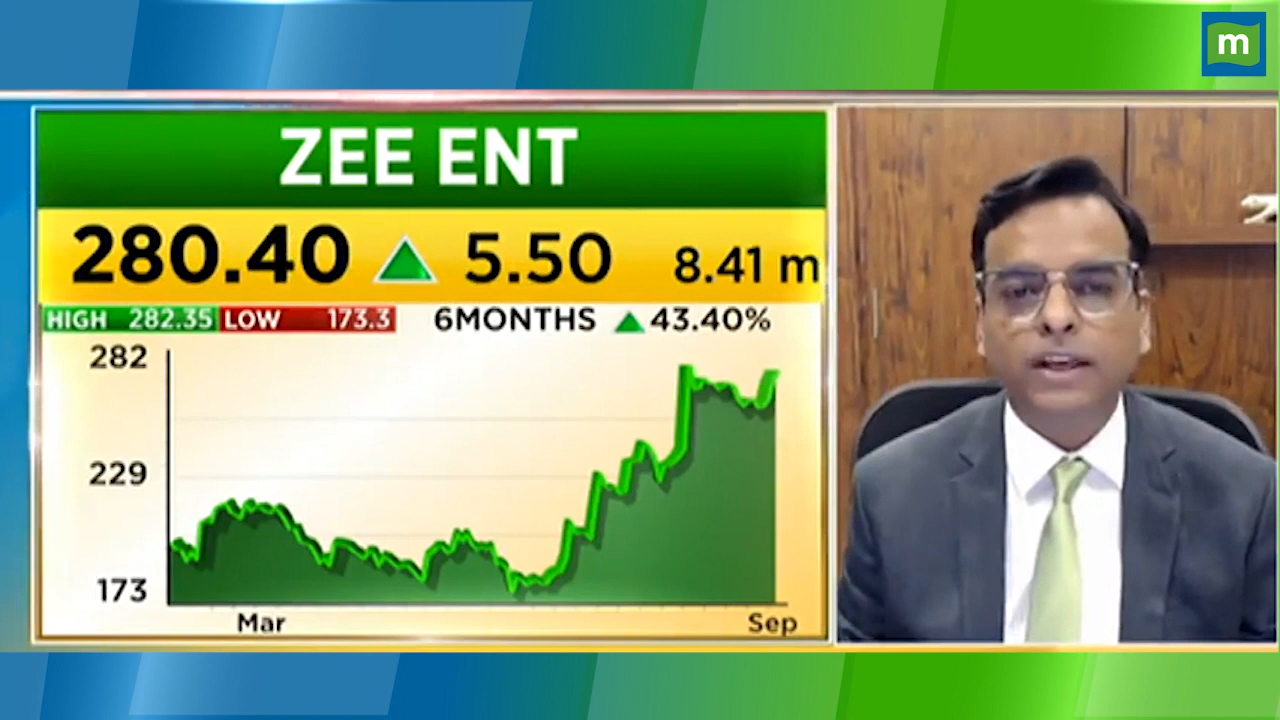 m
ZEE ENT
280.40 ▲ 5.50 8.41 m
HIGH 282.35 LOW 173.3 6MONTHS ▲ 43.40%
282
229
173
Mar Sep